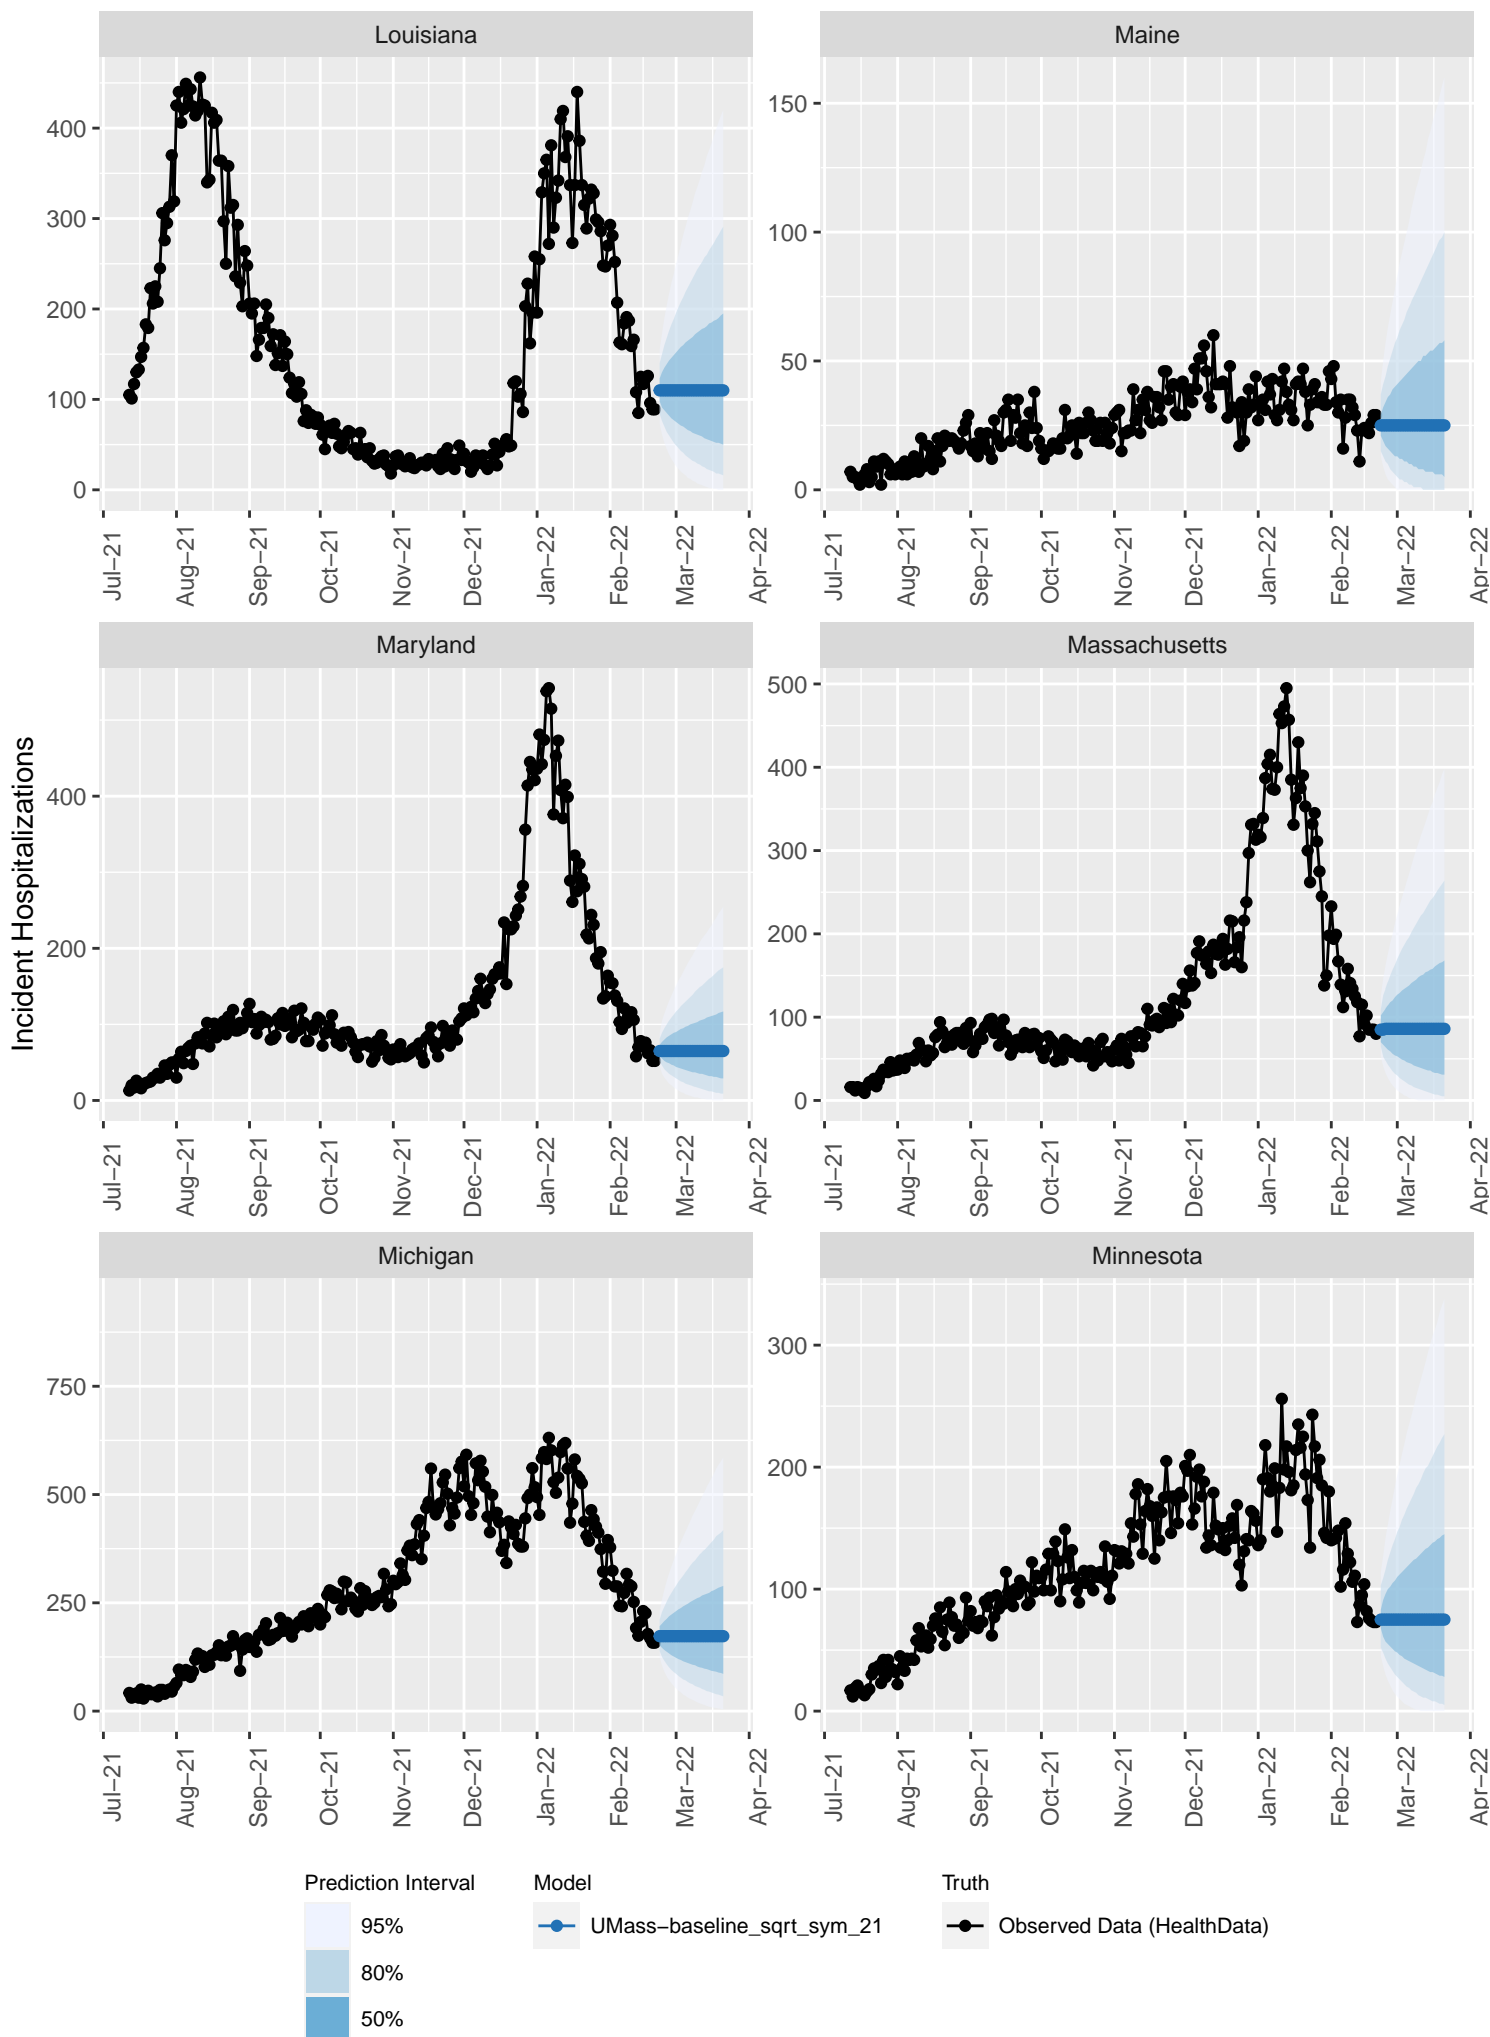 Louisiana
Maine
400
300
200
100
0
150
100
50
0
Jul−21
Aug−21
Sep−21
Oct−21
Nov−21
Dec−21
Jan−22
Feb−22
Mar−22
Apr−22
Jul−21
Aug−21
Sep−21
Oct−21
Nov−21
Dec−21
Jan−22
Feb−22
Mar−22
Apr−22
Incident Hospitalizations
Maryland
Massachusetts
400
200
0
500
400
300
200
100
0
Jul−21
Aug−21
Sep−21
Oct−21
Nov−21
Dec−21
Jan−22
Feb−22
Mar−22
Apr−22
Jul−21
Aug−21
Sep−21
Oct−21
Nov−21
Dec−21
Jan−22
Feb−22
Mar−22
Apr−22
Michigan
Minnesota
750
500
250
0
300
200
100
0
Jul−21
Aug−21
Sep−21
Oct−21
Nov−21
Dec−21
Jan−22
Feb−22
Mar−22
Apr−22
Jul−21
Aug−21
Sep−21
Oct−21
Nov−21
Dec−21
Jan−22
Feb−22
Mar−22
Apr−22
Prediction Interval
95%
80%
50%
Model
UMass−baseline_sqrt_sym_21
Truth
Observed Data (HealthData)